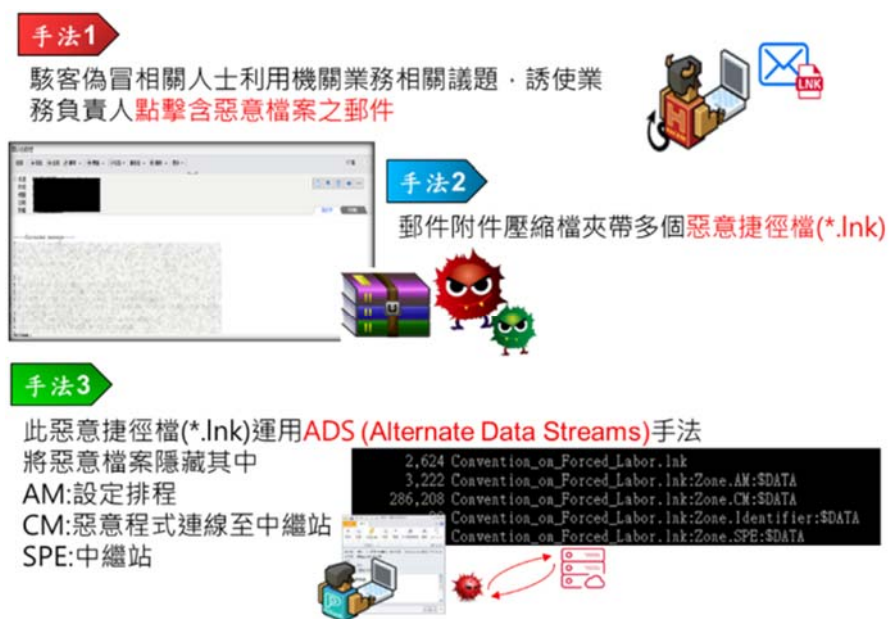 手法1
駭客偽冒相關人士利用機關業務相關議題，誘使業
務負責人點擊含惡意檔案之郵件
LNK
手法2
郵件附件壓縮檔夾帶多個惡意捷徑檔(*.lnk)
手法3
此惡意捷徑檔(*.lnk)運用ADS (Alternate Data Streams)手法
將惡意檔案隱藏其中
AM:設定排程
CM:惡意程式連線至中繼站
SPE:中繼站
2,624 Convention_on_Forced_Labor.lnk
3,222 Convention_on_Forced_Labor.lnk:Zone.AM:$DATA
286,208 Convention_on_Forced_Labor.lnk:Zone.CM:$DATA
Convention_on_Forced_Labor.lnk:Zone.Identifier:$DATA
Convention_on_Forced_Labor.lnk:Zone.SPE:$DATA